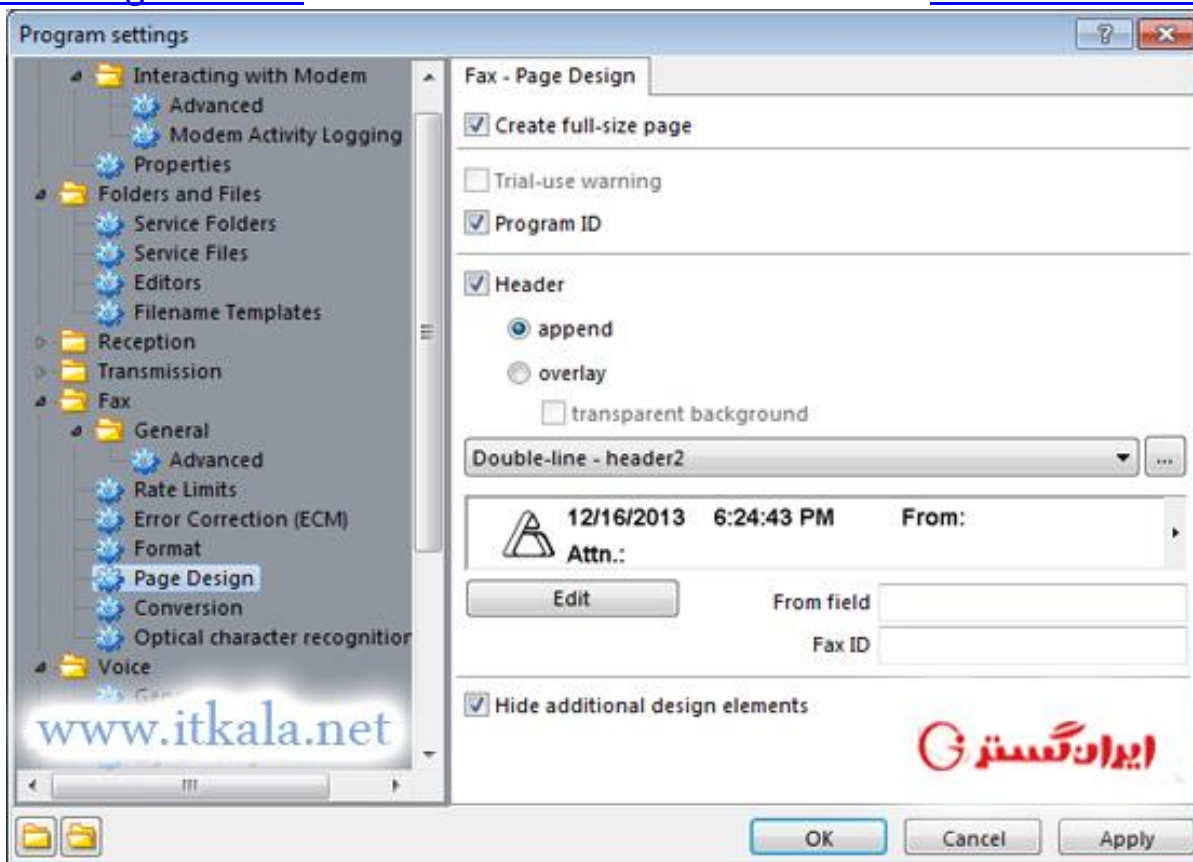 Program settings
Interacting with Modem
Advanced
Modem Activity Logging
Properties
Folders and Files
Service Folders
Service Files
Editors
Filename Templates
Reception
Transmission
Fax
General
Advanced
Rate Limits
Error Correction (ECM)
Format
Page Design
Conversion
Optical character recognition
Voice
www.itkala.net
Fax - Page Design
Create full-size page
Trial-use warning
Program ID
Header
append
overlay
transparent background
Double-line - header2
...
12/16/2013 6:24:43 PM From:
Attn.:
Edit
From field
Fax ID
Hide additional design elements
ایران گستر
OK Cancel Apply